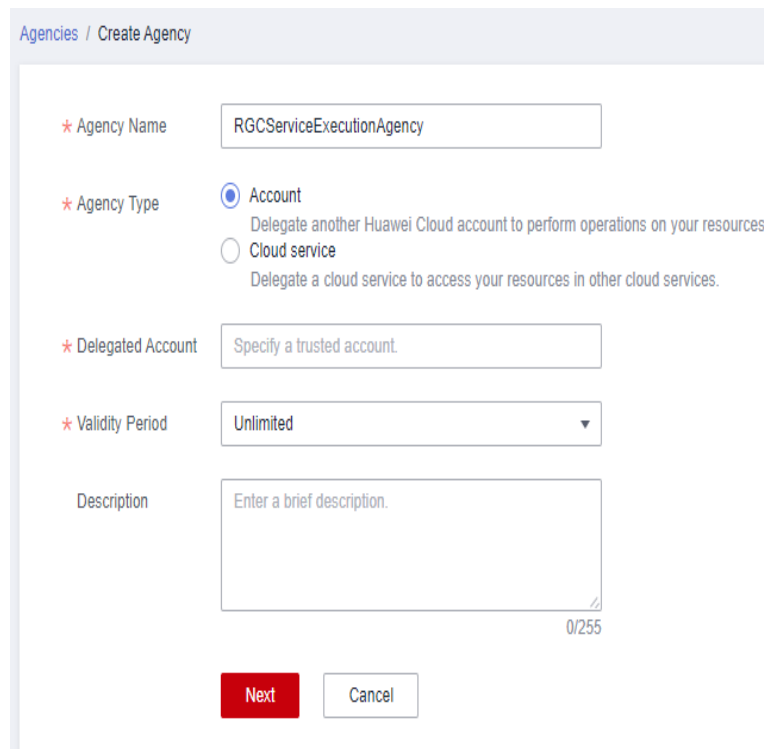 Agencies / Create Agency
* Agency Name RGCServiceExecutionAgency
* Agency Type Account
Delegate another Huawei Cloud account to perform operations on your resources
Cloud service
Delegate a cloud service to access your resources in other cloud services.
* Delegated Account Specify a trusted account.
* Validity Period Unlimited
Description Enter a brief description.
0/255
Next Cancel